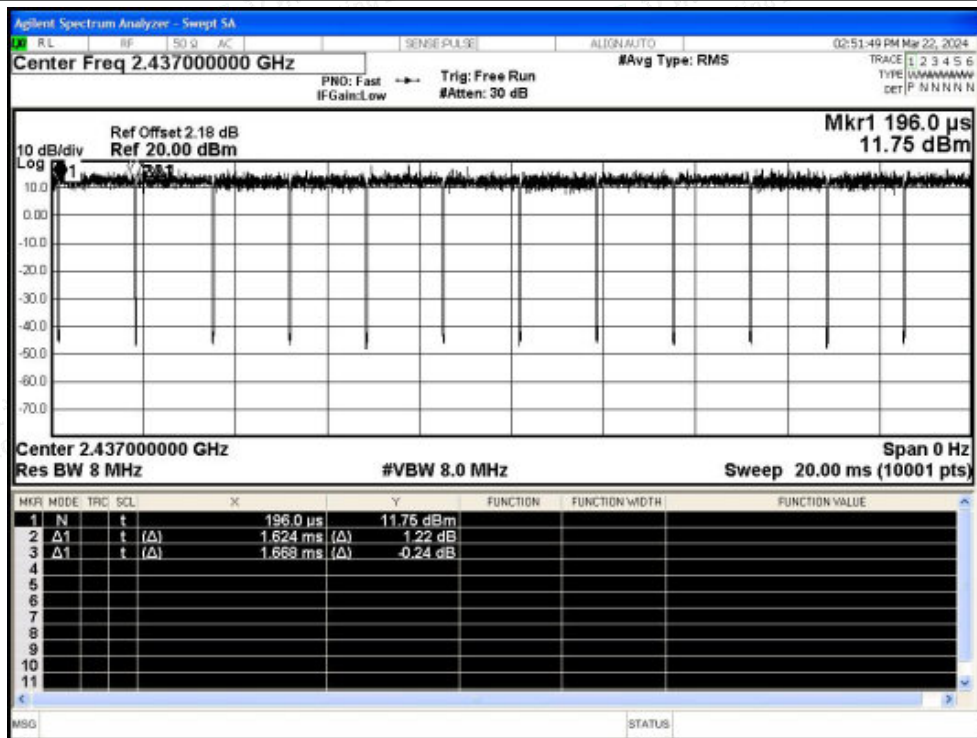 Agilent Spectrum Analyzer - Swept SA
RL RF 50 Ω AC SENSE:PULSE ALIGNAUTO 02:51:49 PM Mar 22, 2024
Center Freq 2.437000000 GHz #Avg Type: RMS TRACE 1 2 3 4 5 6
PNO: Fast Trig: Free Run TYPE WWWWWW
IFGain:Low #Atten: 30 dB DET P N N N N N
Mkr1 196.0 µs
Ref Offset 2.18 dB
10 dB/div Ref 20.00 dBm 11.75 dBm
Log
1
10.0
0.00
-10.0
-20.0
-30.0
-40.0
-50.0
-60.0
-70.0
Center 2.437000000 GHz Span 0 Hz
Res BW 8 MHz #VBW 8.0 MHz Sweep 20.00 ms (10001 pts)
MKR MODE TRC SCL X Y FUNCTION FUNCTION WIDTH FUNCTION VALUE
1 N t 196.0 µs 11.75 dBm
2 Δ1 t (Δ) 1.624 ms (Δ) 1.22 dB
3 Δ1 t (Δ) 1.668 ms (Δ) -0.24 dB
4
5
6
7
8
9
10
11
MSG STATUS